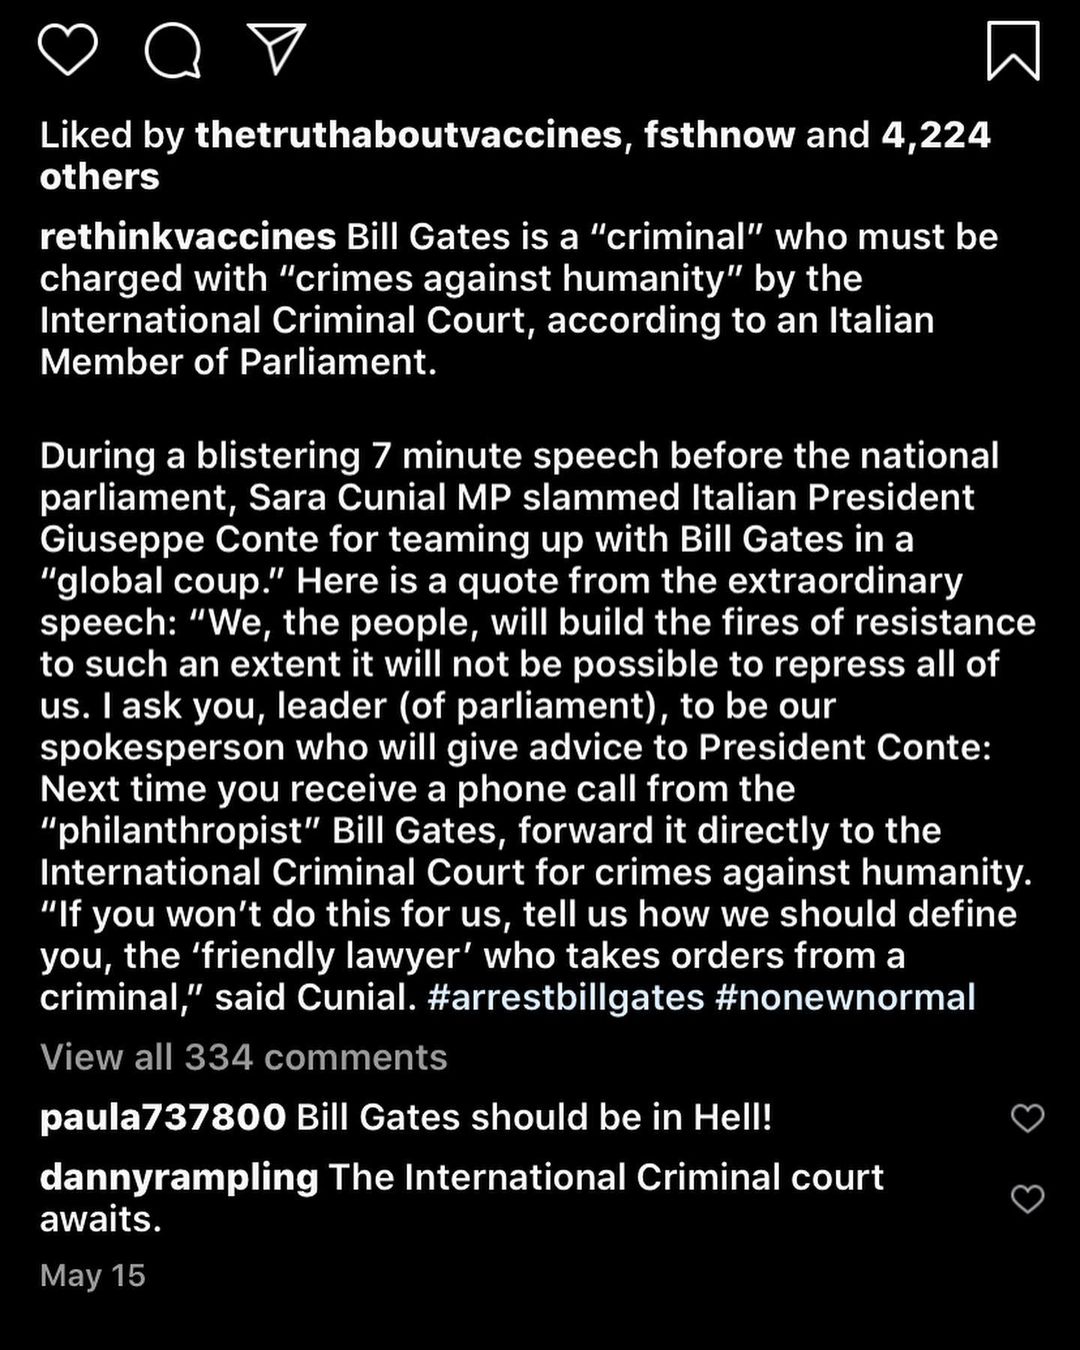 Liked by thetruthaboutvaccines, fsthnow and 4,224
others
rethinkvaccines Bill Gates is a “criminal” who must be
charged with “crimes against humanity” by the
International Criminal Court, according to an Italian
Member of Parliament.
During a blistering 7 minute speech before the national
parliament, Sara Cunial MP slammed Italian President
Giuseppe Conte for teaming up with Bill Gates in a
“global coup.” Here is a quote from the extraordinary
speech: “We, the people, will build the fires of resistance
to such an extent it will not be possible to repress all of
us. I ask you, leader (of parliament), to be our
spokesperson who will give advice to President Conte:
Next time you receive a phone call from the
“philanthropist” Bill Gates, forward it directly to the
International Criminal Court for crimes against humanity.
“If you won’t do this for us, tell us how we should define
you, the ‘friendly lawyer’ who takes orders from a
criminal,” said Cunial. #arrestbillgates #nonewnormal
View all 334 comments
paula737800 Bill Gates should be in Hell!
dannyrampling The International Criminal court
awaits.
May 15